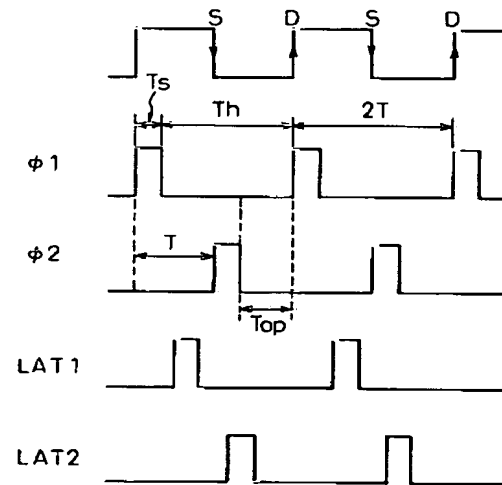 S D S D
Ts
Th 2T
φ1
T
φ2
Top
LAT1
LAT2